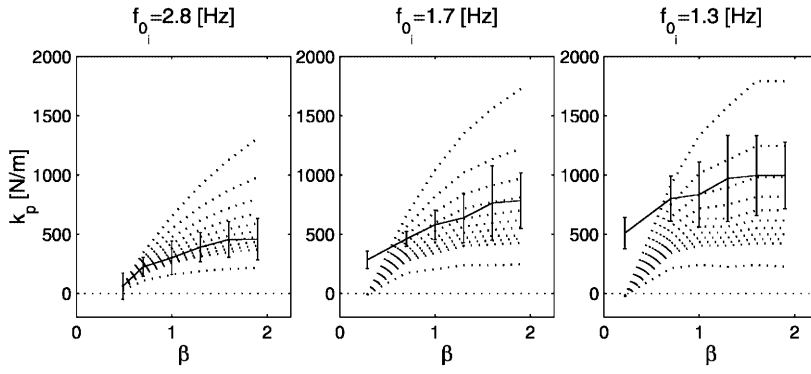 f0i=2.8 [Hz] f0i=1.7 [Hz] f0i=1.3 [Hz]
kp [N/m]
2000 2000 2000
1500 1500 1500
1000 1000 1000
500 500 500
0 0 0
0 1 2 0 1 2 0 1 2
β β β